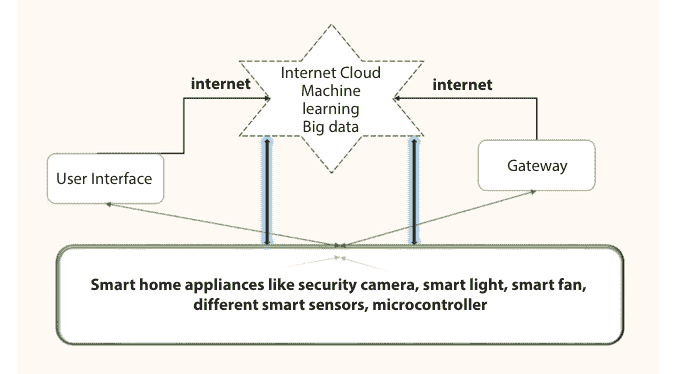 Internet Cloud
Machine
learning
Big data
internet
internet
User Interface
Gateway
Smart home appliances like security camera, smart light, smart fan,
different smart sensors, microcontroller